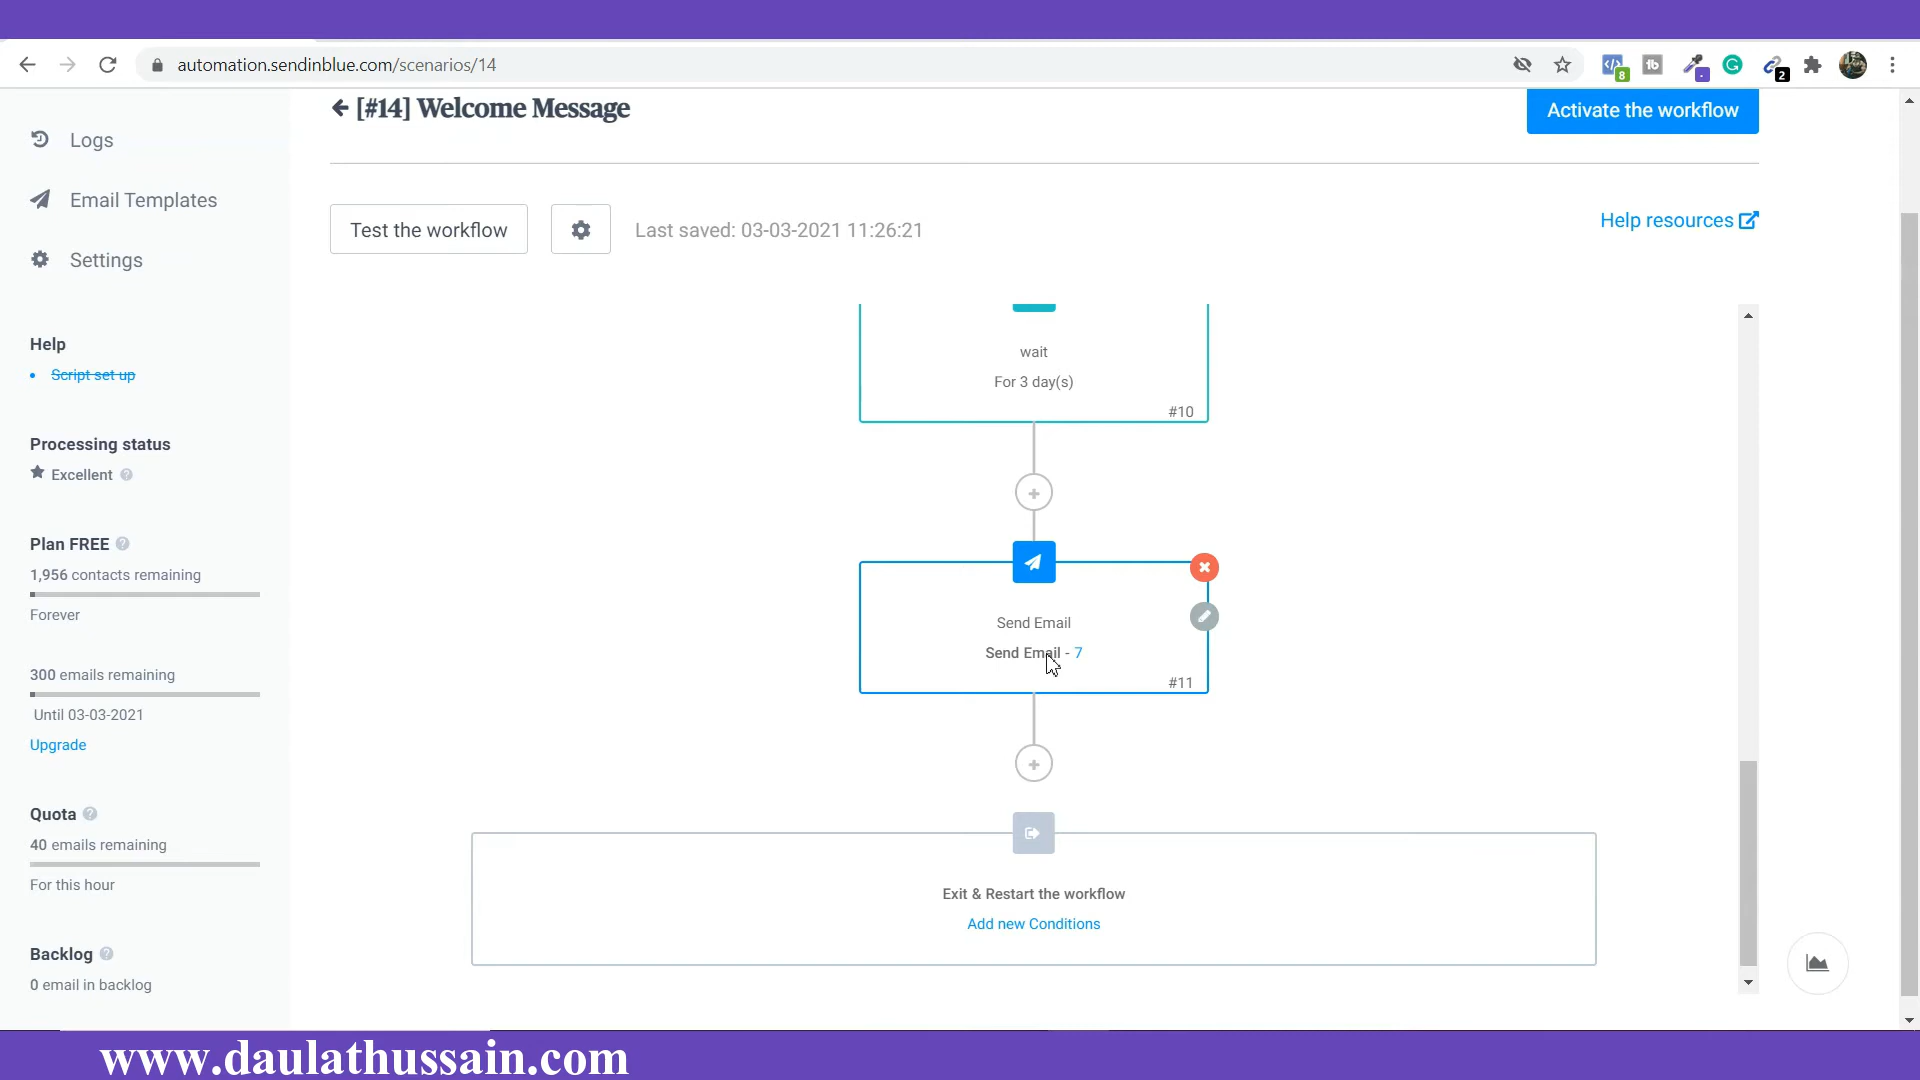 automation.sendinblue.com/scenarios/14
8
2
[#14] Welcome Message
Activate the workflow
Logs
Email Templates
Settings
Test the workflow
Last saved: 03-03-2021 11:26:21
Help resources
Help
Script set up
Processing status
Excellent
Plan FREE
1,956 contacts remaining
Forever
300 emails remaining
Until 03-03-2021
Upgrade
Quota
40 emails remaining
For this hour
Backlog
0 email in backlog
wait
For 3 day(s)
#10
Send Email
Send Email - 7
#11
Exit & Restart the workflow
Add new Conditions
www.daulathussain.com